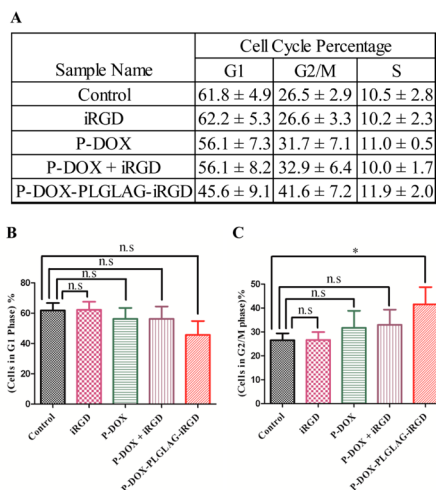 A
Cell Cycle Percentage
Sample Name G1 G2/M S
Control 61.8 ± 4.9 26.5 ± 2.9 10.5 ± 2.8
iRGD 62.2 ± 5.3 26.6 ± 3.3 10.2 ± 2.3
P-DOX 56.1 ± 7.3 31.7 ± 7.1 11.0 ± 0.5
P-DOX + iRGD 56.1 ± 8.2 32.9 ± 6.4 10.0 ± 1.7
P-DOX-PLGLAG-iRGD 45.6 ± 9.1 41.6 ± 7.2 11.9 ± 2.0
B
n.s
n.s
n.s
n.s
(Cells in G1 Phase)%
80
60
40
20
0
Control
iRGD
P-DOX
P-DOX + iRGD
P-DOX-PLGLAG-iRGD
C
*
n.s
n.s
n.s
(Cells in G2/M phase)%
50
40
30
20
10
0
Control
iRGD
P-DOX
P-DOX + iRGD
P-DOX-PLGLAG-iRGD